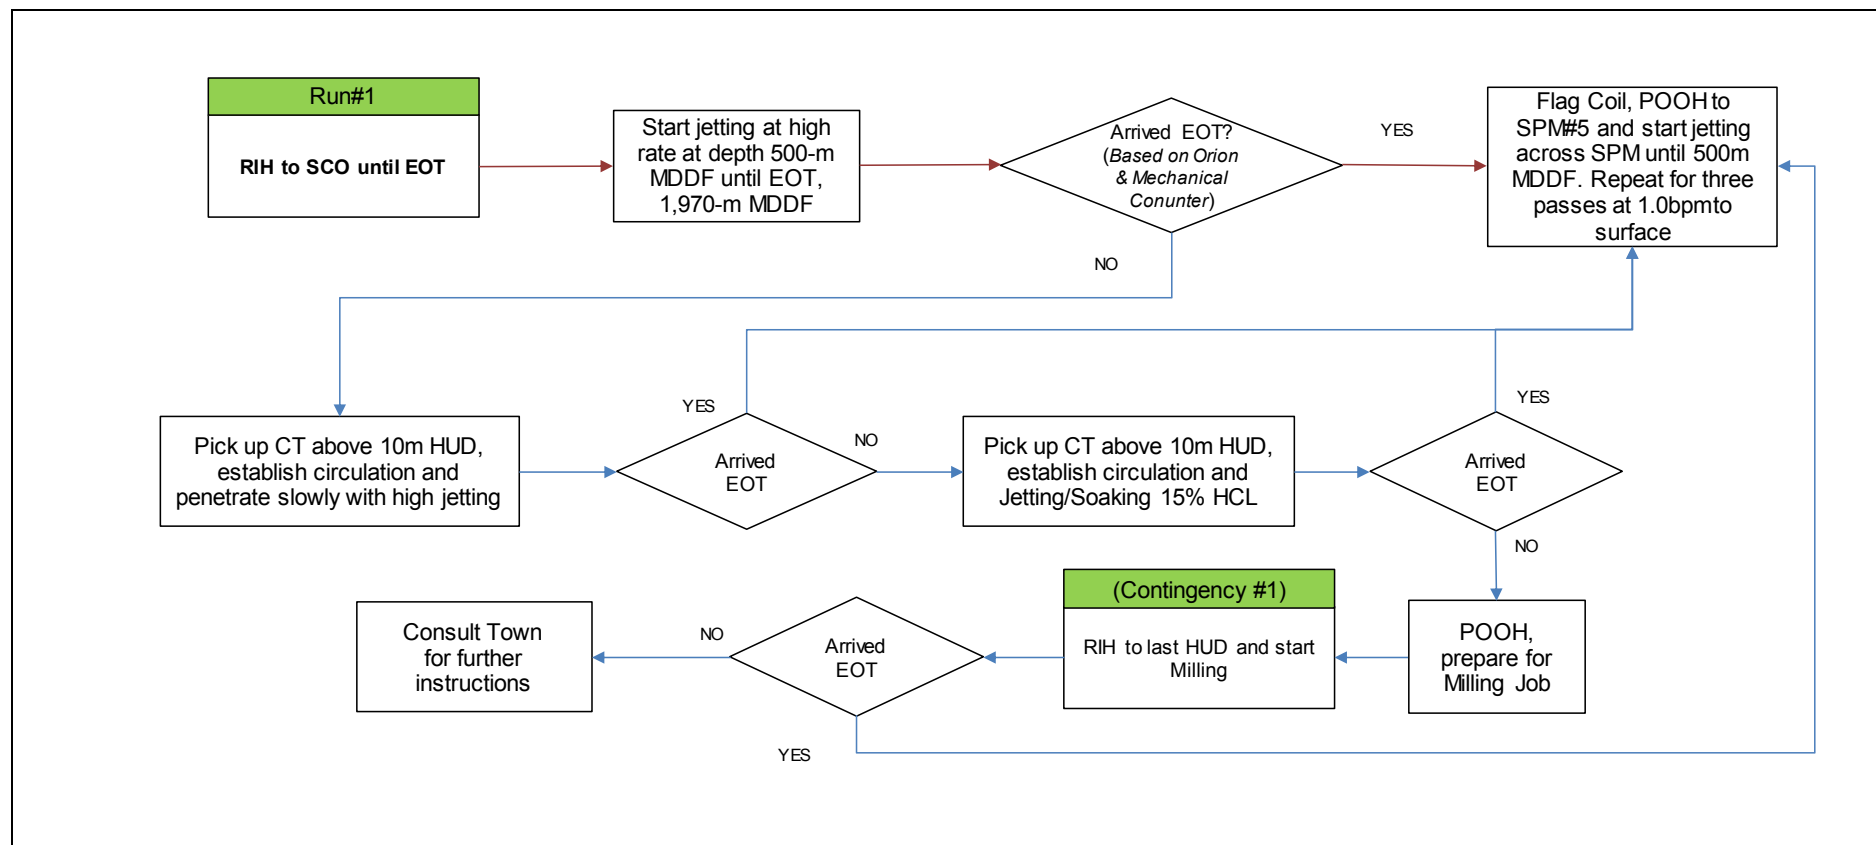 Run#1
RIH to SCO until EOT
Start jetting at high
rate at depth 500-m
MDDF until EOT,
1,970-m MDDF
Arrived EOT?
(Based on Orion
& Mechanical
Conunter)
YES
Flag Coil, POOH to
SPM#5 and start jetting
across SPM until 500m
MDDF. Repeat for three
passes at 1.0bpmto
surface
NO
Pick up CT above 10m HUD,
establish circulation and
penetrate slowly with high jetting
YES
Arrived
EOT
NO
Pick up CT above 10m HUD,
establish circulation and
Jetting/Soaking 15% HCL
YES
Arrived
EOT
NO
POOH,
prepare for
Milling Job
(Contingency #1)
RIH to last HUD and start
Milling
Arrived
EOT
NO
Consult Town
for further
instructions
YES